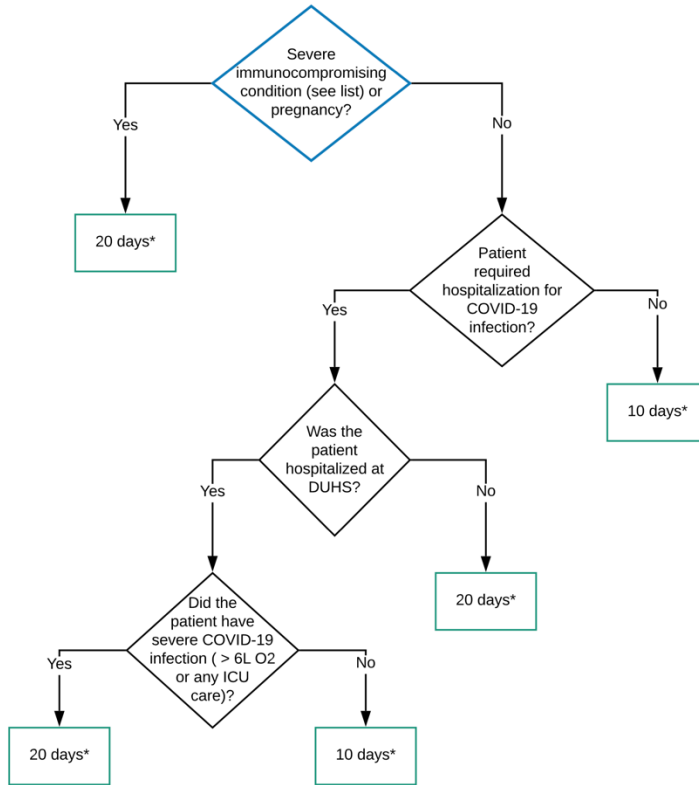 Severe
immunocompromising
condition (see list) or
pregnancy?
Yes
No
20 days*
Patient
required
hospitalization for
COVID-19
infection?
Yes
No
10 days*
Was the
patient
hospitalized at
DUHS?
Yes
No
20 days*
Did the
patient have
severe COVID-19
infection ( > 6L O2
or any ICU
care)?
Yes
No
20 days*
10 days*